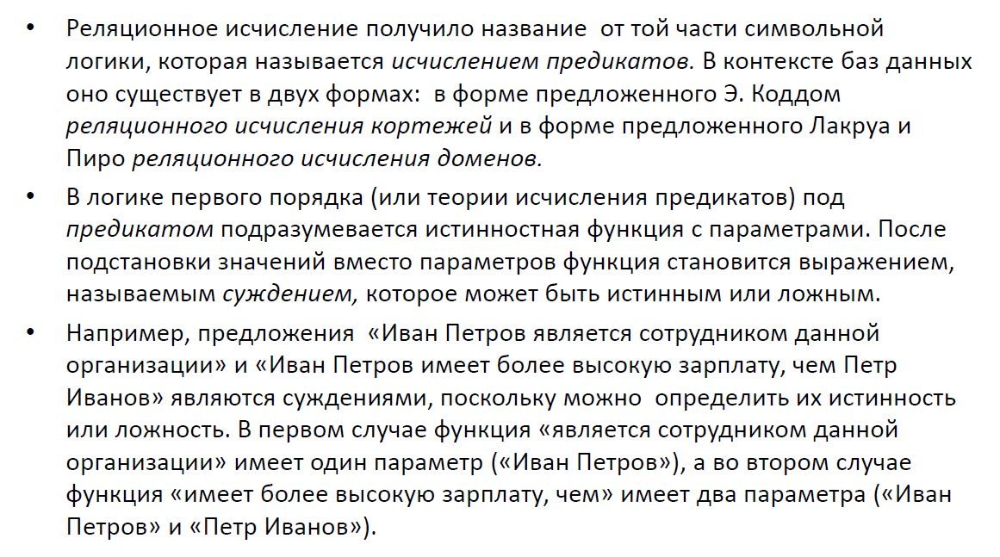 • Реляционное исчисление получило название  от той части символьной
логики, которая называется исчислением предикатов. В контексте баз данных
оно существует в двух формах:  в форме предложенного Э. Коддом
реляционного исчисления кортежей и в форме предложенного Лакруа и
Пиро реляционного исчисления доменов.
• В логике первого порядка (или теории исчисления предикатов) под
предикатом подразумевается истинностная функция с параметрами. После
подстановки значений вместо параметров функция становится выражением,
называемым суждением, которое может быть истинным или ложным.
• Например, предложения  «Иван Петров является сотрудником данной
организации» и «Иван Петров имеет более высокую зарплату, чем Петр
Иванов» являются суждениями, поскольку можно  определить их истинность
или ложность. В первом случае функция «является сотрудником данной
организации» имеет один параметр («Иван Петров»), а во втором случае
функция «имеет более высокую зарплату, чем» имеет два параметра («Иван
Петров» и «Петр Иванов»).